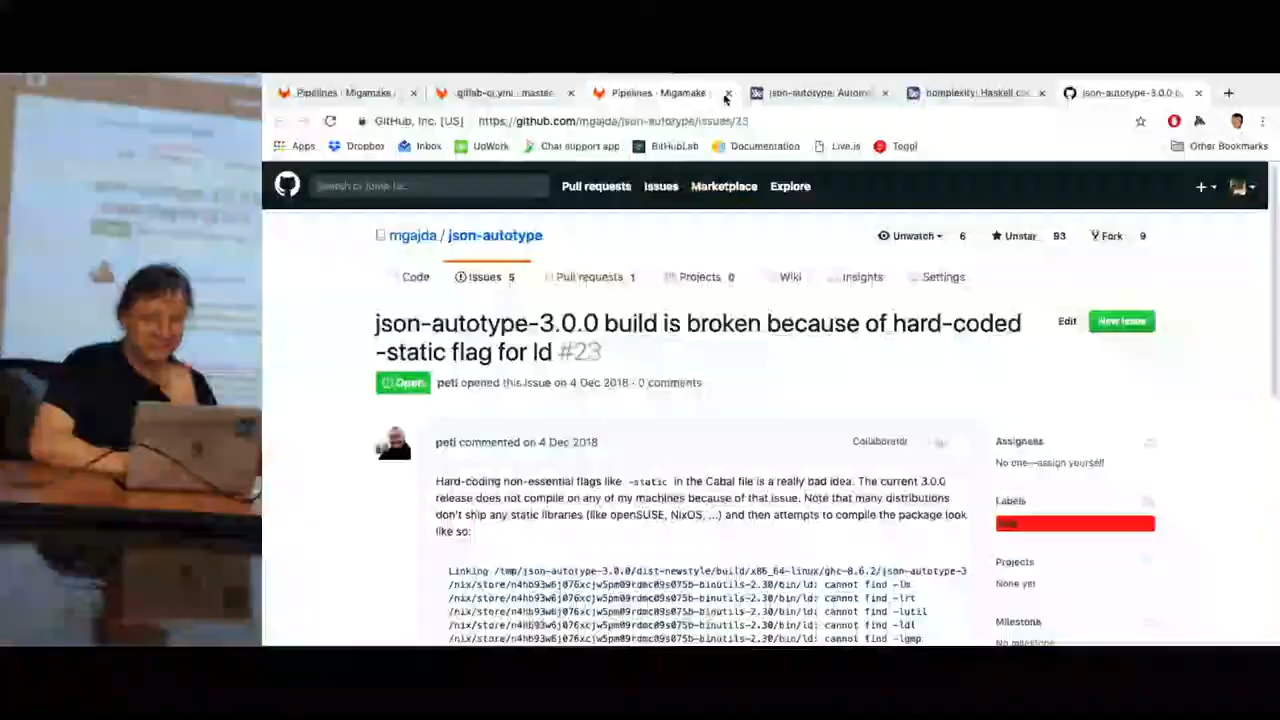 Pipelines · Migamake
.gitlab-ci.yml · master
Pipelines · Migamake
json-autotype: Autom
homplexity: Haskell co
json-autotype-3.0.0 b
GitHub, Inc. [US]
https://github.com/mgajda/json-autotype/issues/23
Apps
Dropbox
Inbox
UpWork
Chat support app
BitHubLab
Documentation
Live.js
Toggl
Other Bookmarks
Search or jump to...
Pull requests
Issues
Marketplace
Explore
mgajda / json-autotype
Unwatch
6
Unstar
93
Fork
9
Code
Issues 5
Pull requests 1
Projects 0
Wiki
Insights
Settings
json-autotype-3.0.0 build is broken because of hard-coded
-static flag for ld #23
Edit
New issue
Open
peti opened this issue on 4 Dec 2018 · 0 comments
peti commented on 4 Dec 2018
Collaborator
Hard-coding non-essential flags like -static in the Cabal file is a really bad idea. The current 3.0.0
release does not compile on any of my machines because of that issue. Note that many distributions
don't ship any static libraries (like openSUSE, NixOS, ...) and then attempts to compile the package look
like so:
Linking /tmp/json-autotype-3.0.0/dist-newstyle/build/x86_64-linux/ghc-8.6.2/json-autotype-3
/nix/store/n4hb93w6j076xcjw5pm09rdmc09s075b-binutils-2.30/bin/ld: cannot find -lm
/nix/store/n4hb93w6j076xcjw5pm09rdmc09s075b-binutils-2.30/bin/ld: cannot find -lrt
/nix/store/n4hb93w6j076xcjw5pm09rdmc09s075b-binutils-2.30/bin/ld: cannot find -lutil
/nix/store/n4hb93w6j076xcjw5pm09rdmc09s075b-binutils-2.30/bin/ld: cannot find -ldl
/nix/store/n4hb93w6j076xcjw5pm09rdmc09s075b-binutils-2.30/bin/ld: cannot find -lgmp
Assignees
No one—assign yourself
Labels
Projects
None yet
Milestone
No milestone